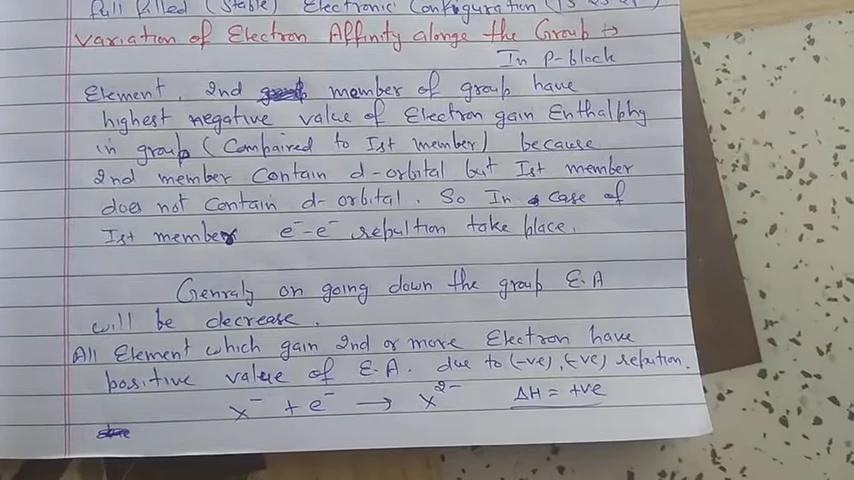 full filled (Stable) Electronic Configuration (1s 2s 2p
Variation of Electron Affinity alonge the Group →
In P-block
Element, 2nd member of group have
highest negative value of Electron gain Enthalphy
in group (Compaired to Ist member) because
2nd member Contain d-orbital but Ist member
does not Contain d-orbital. So In case of
Ist member e⁻-e⁻ repultion take place.
Genraly on going down the group E.A
will be decrease.
All Element which gain 2nd or more Electron have
positive value of E.A. due to (-ve), (-ve) repution.
x⁻ + e⁻ → x²⁻ ΔH = +ve